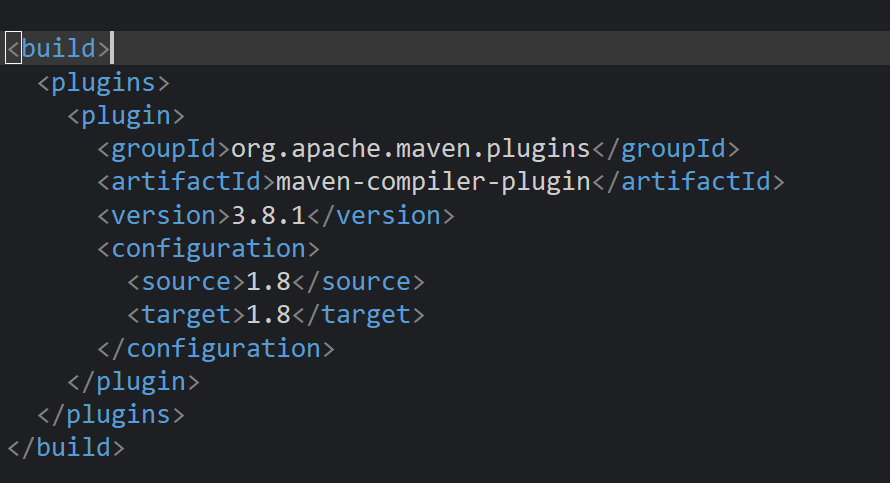 <build>
<plugins>
<plugin>
<groupId>org.apache.maven.plugins</groupId>
<artifactId>maven-compiler-plugin</artifactId>
<version>3.8.1</version>
<configuration>
<source>1.8</source>
<target>1.8</target>
</configuration>
</plugin>
</plugins>
</build>